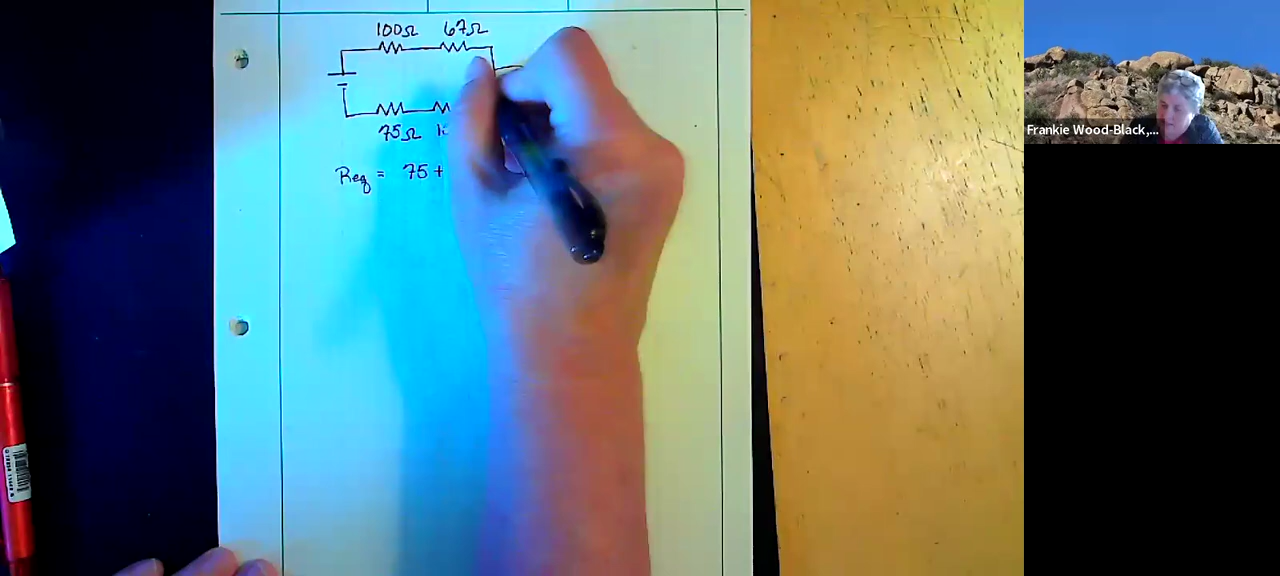 100Ω 67Ω
75Ω
Req = 75 +
Frankie Wood-Black,...